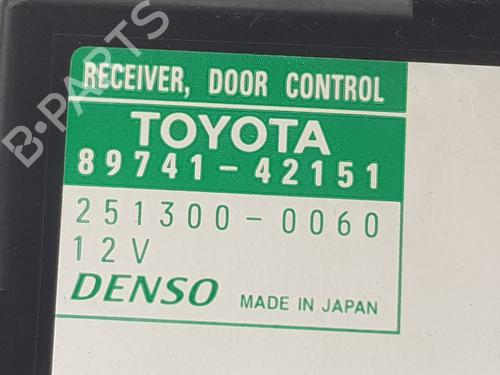 B-PARTS
RECEIVER, DOOR CONTROL
TOYOTA
89741-42151
251300-0060
12V
DENSO MADE IN JAPAN